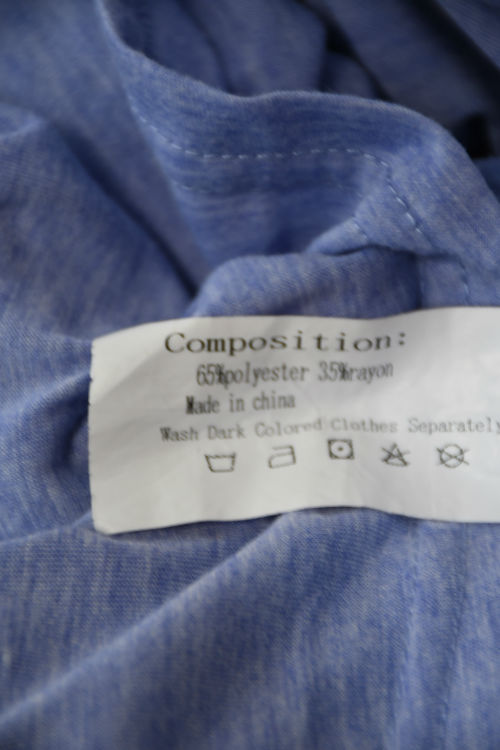 Composition:
65%polyester 35%rayon
Made in china
Wash Dark Colored Clothes Separately